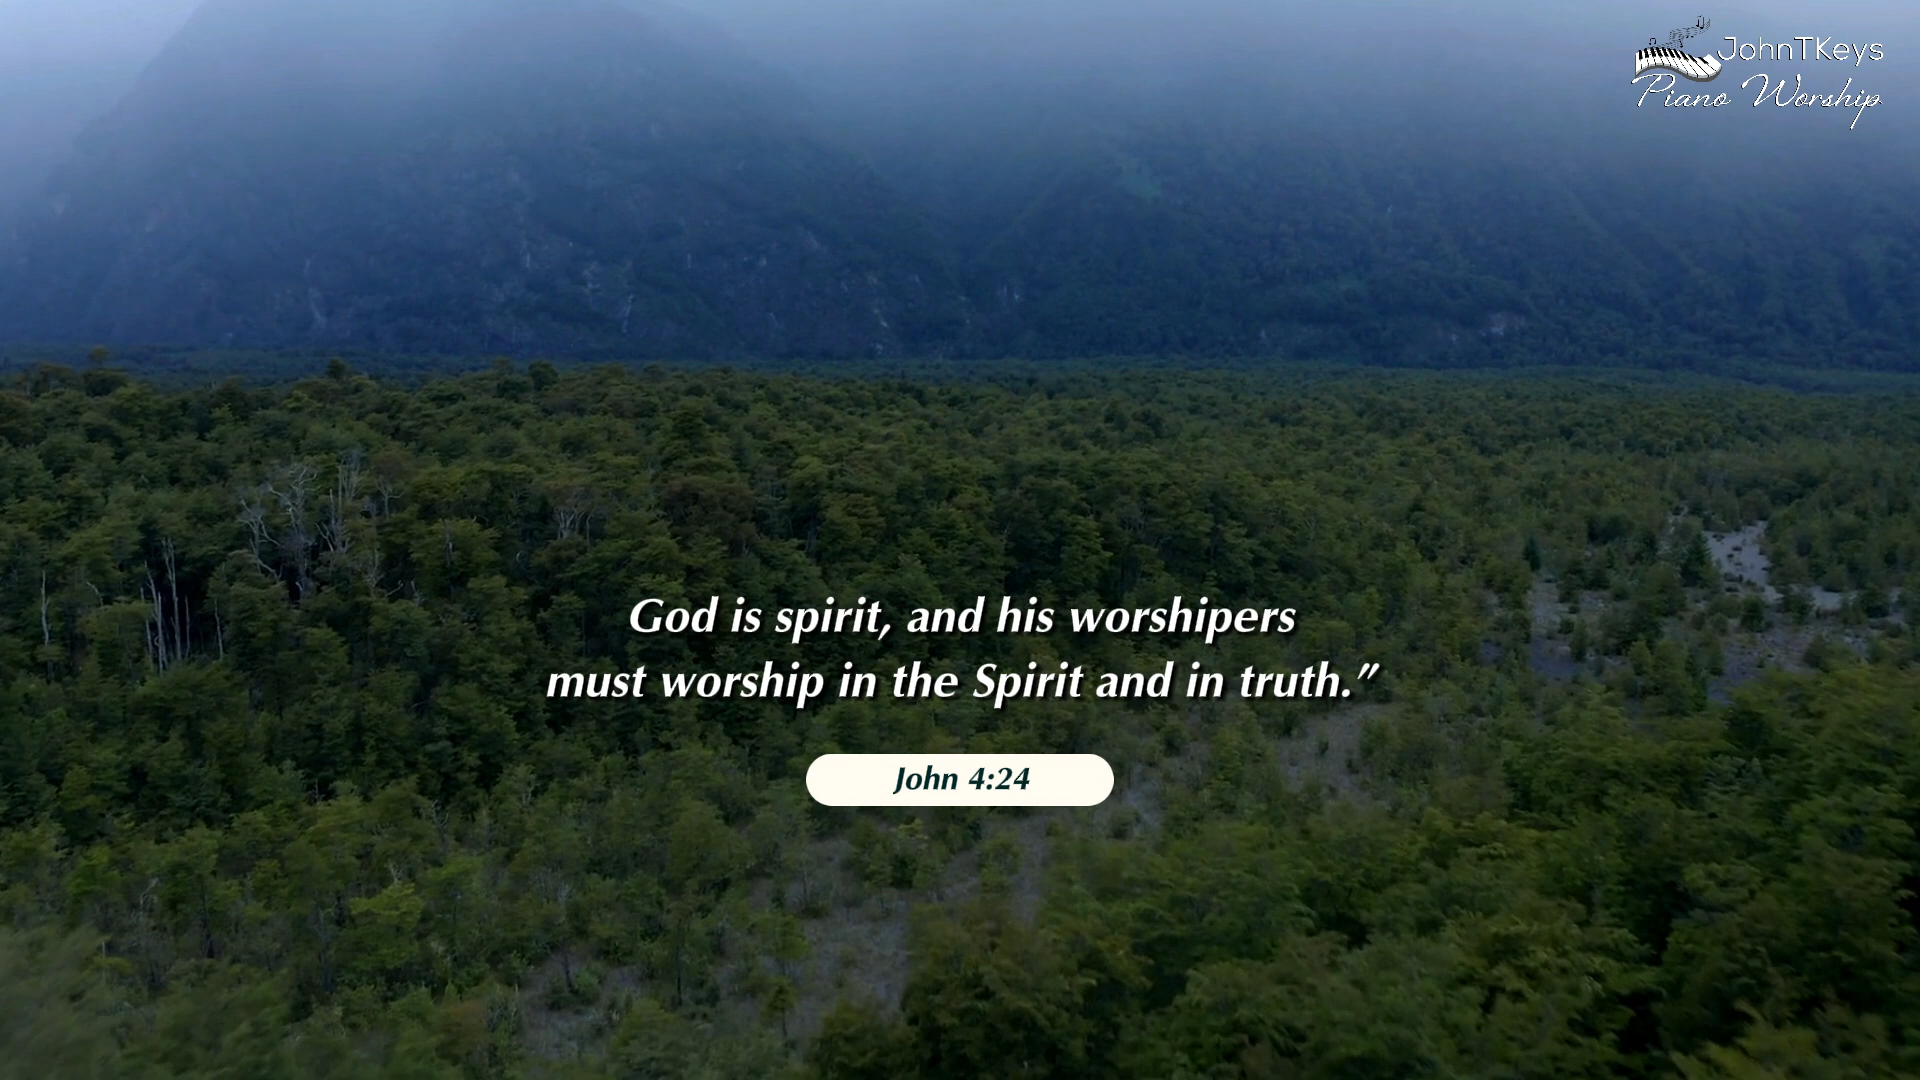 JohnTKeys
Piano Worship
God is spirit, and his worshipers
must worship in the Spirit and in truth.”
John 4:24